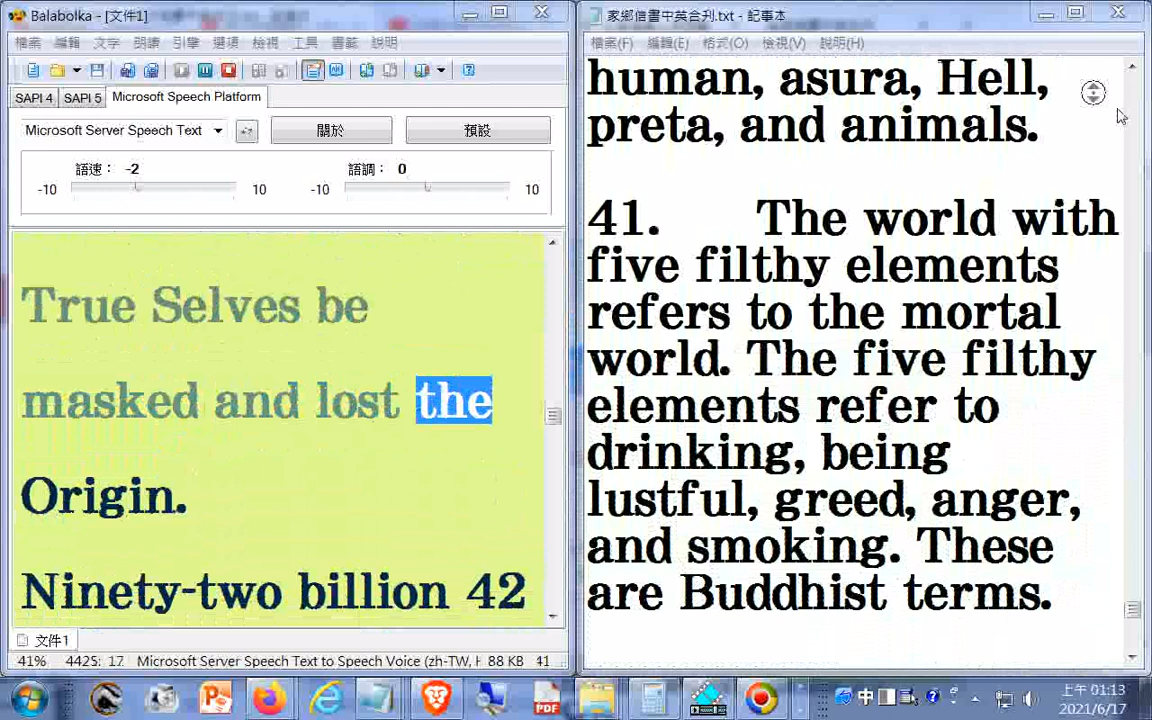 Balabolka - [文件1]
檔案 編輯 文字 朗讀 引擎 選項 檢視 工具 書籤 說明
SAPI 4 SAPI 5 Microsoft Speech Platform
Microsoft Server Speech Text
關於
預設
語速： -2
語調： 0
-10 10
-10 10
True Selves be
masked and lost the
Origin.
Ninety-two billion 42
文件1
41% 4425: 17 Microsoft Server Speech Text to Speech Voice (zh-TW, H 88 KB 41
家鄉信書中英合刋.txt - 記事本
檔案(F) 編輯(E) 格式(O) 檢視(V) 說明(H)
human, asura, Hell,
preta, and animals.
41. The world with
five filthy elements
refers to the mortal
world. The five filthy
elements refer to
drinking, being
lustful, greed, anger,
and smoking. These
are Buddhist terms.
中
上午 01:13
2021/6/17